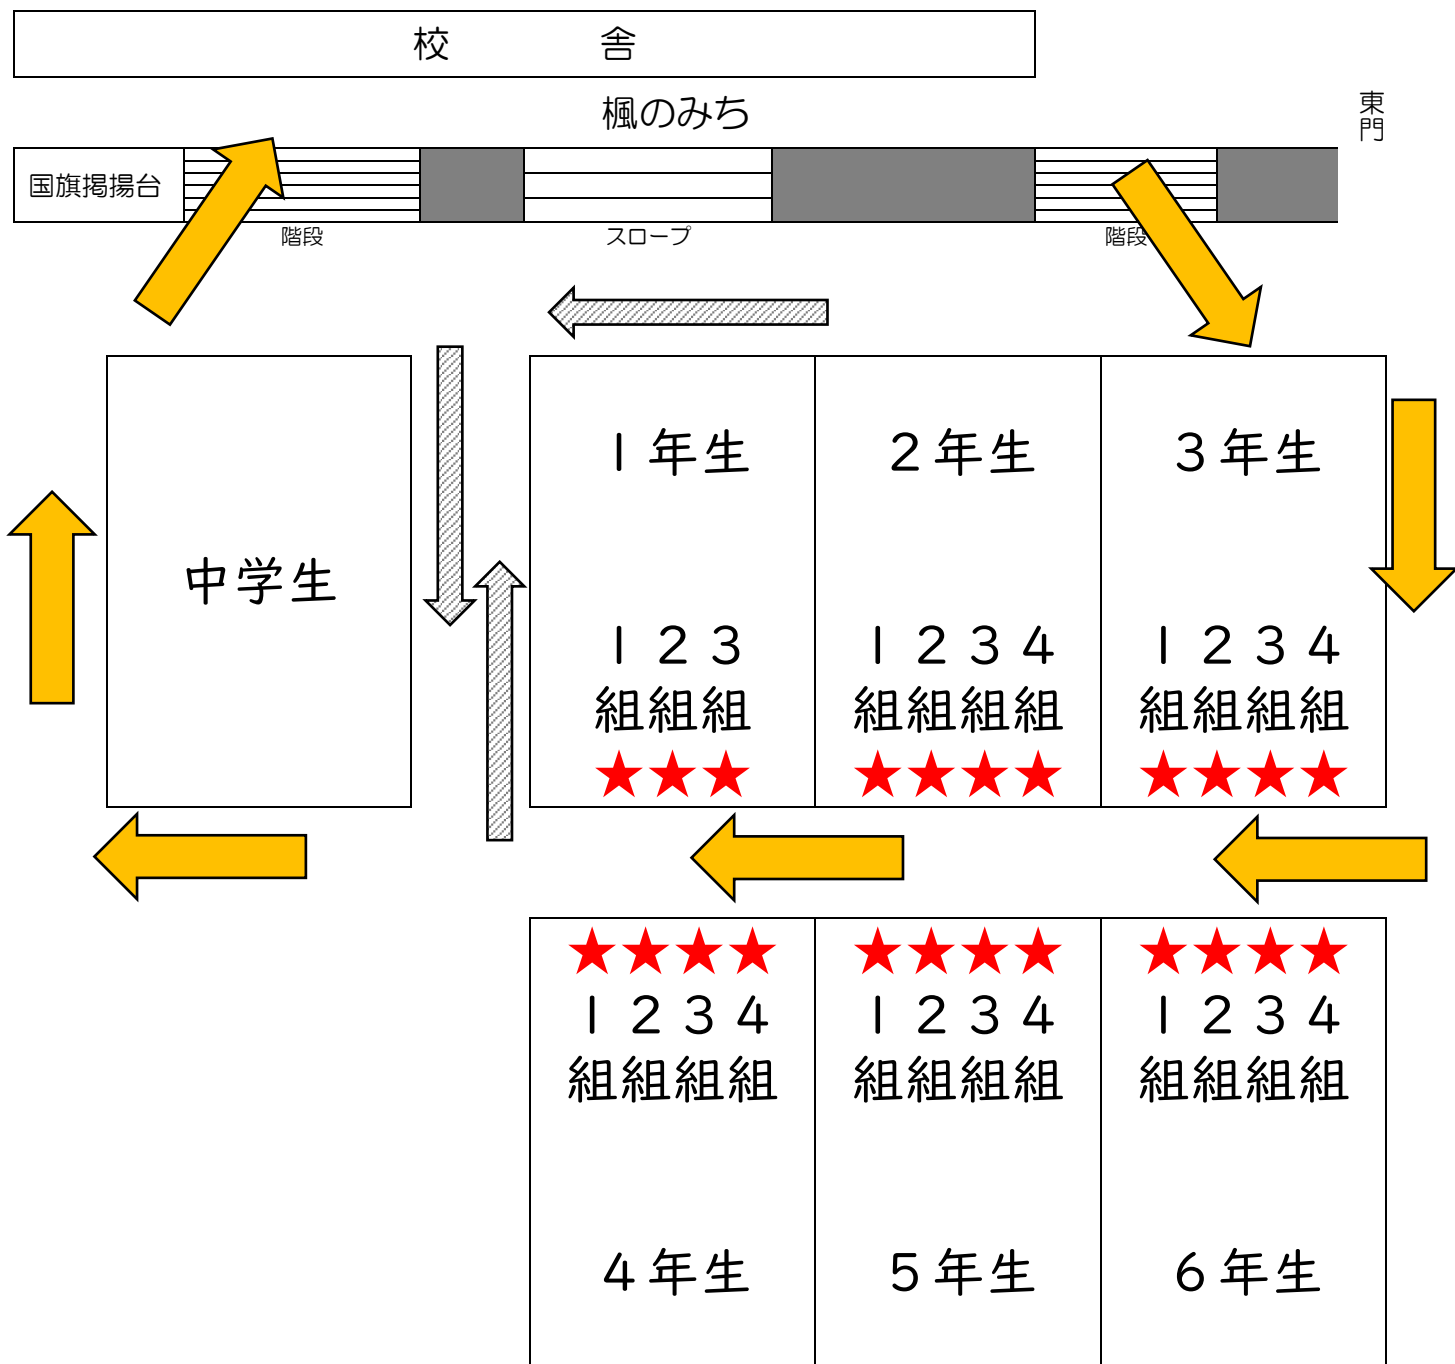 校　舎
楓のみち
東門
国旗掲揚台
階段
スロープ
階段
１年生
２年生
３年生
中学生
１２３
１２３４
１２３４
組組組
組組組組
組組組組
★★★
★★★★
★★★★
★★★★
★★★★
★★★★
１２３４
１２３４
１２３４
組組組組
組組組組
組組組組
４年生
５年生
６年生